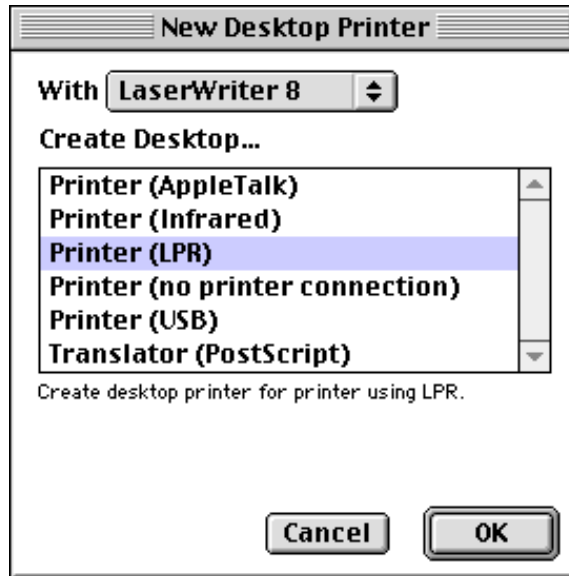 New Desktop Printer
With LaserWriter 8
Create Desktop...
Printer (AppleTalk)
Printer (Infrared)
Printer (LPR)
Printer (no printer connection)
Printer (USB)
Translator (PostScript)
Create desktop printer for printer using LPR.
Cancel OK